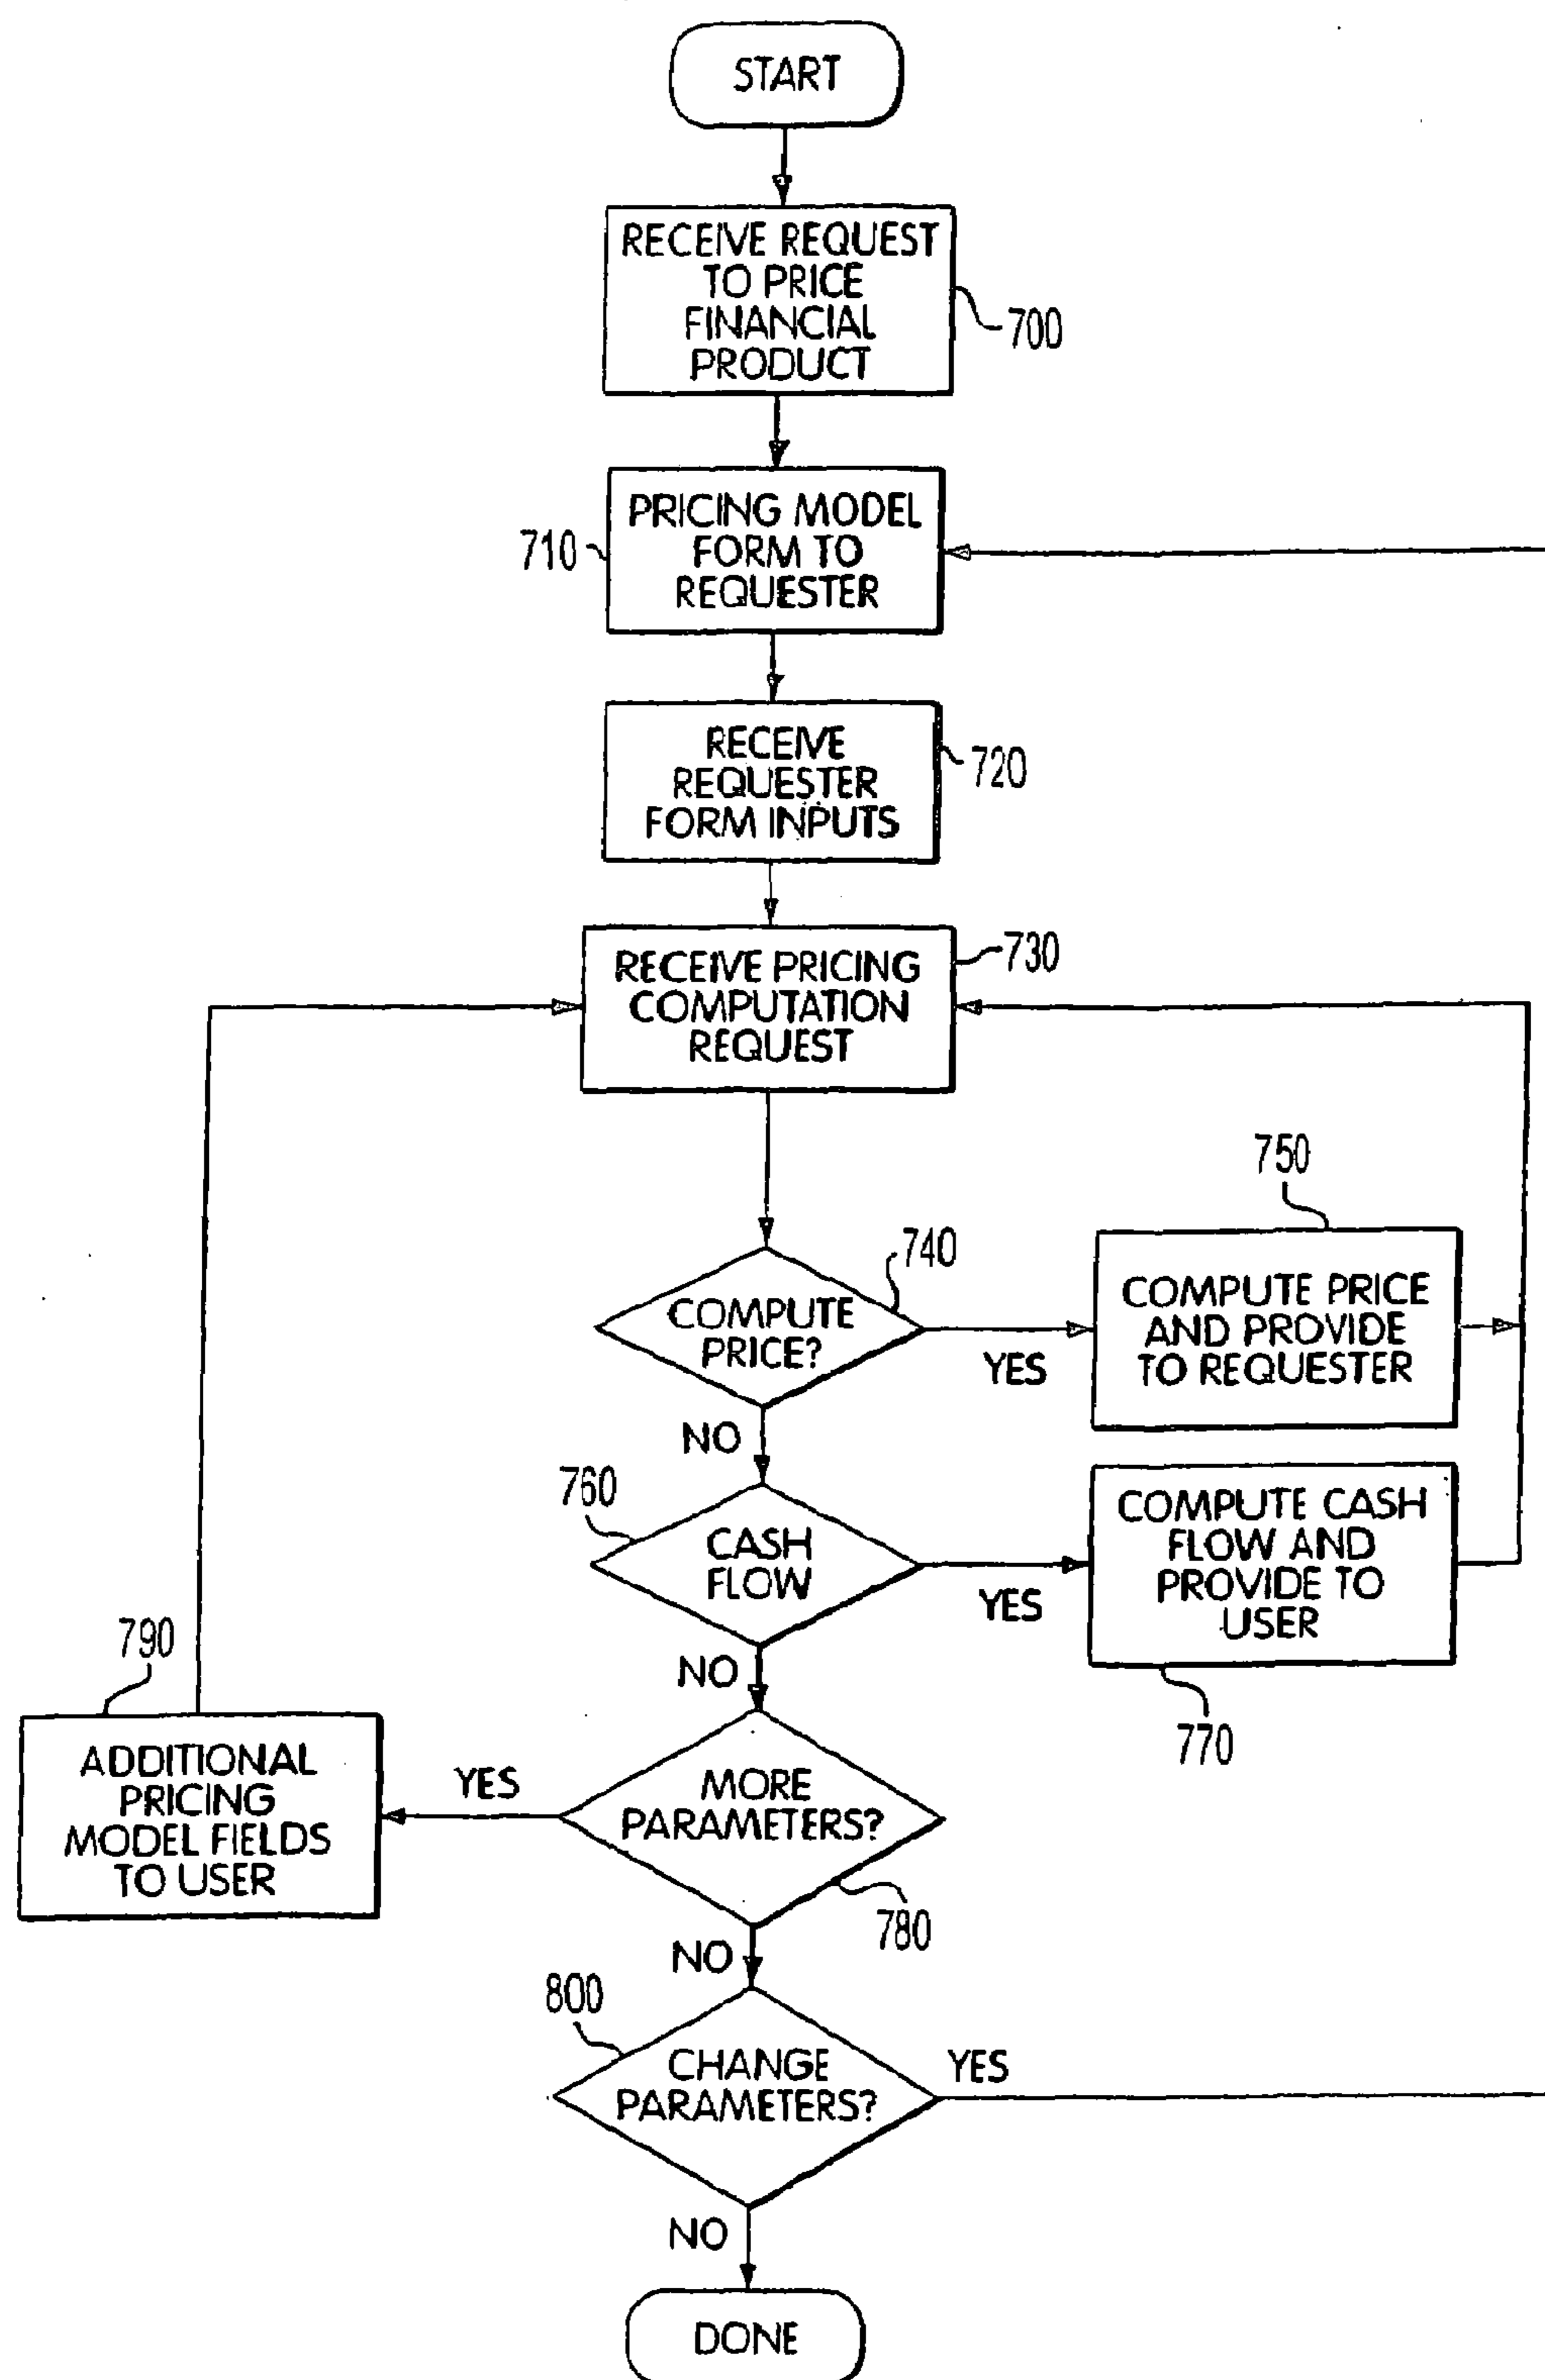 START
RECEIVE REQUEST
TO PRICE
FINANCIAL
PRODUCT
700
PRICING MODEL
FORM TO
REQUESTER
710
RECEIVE
REQUESTER
FORM INPUTS
720
RECEIVE PRICING
COMPUTATION
REQUEST
730
740
COMPUTE
PRICE?
YES
750
COMPUTE PRICE
AND PROVIDE
TO REQUESTER
NO
760
CASH
FLOW
YES
COMPUTE CASH
FLOW AND
PROVIDE TO
USER
770
NO
790
ADDITIONAL
PRICING
MODEL FIELDS
TO USER
YES
MORE
PARAMETERS?
780
NO
800
CHANGE
PARAMETERS?
YES
NO
DONE